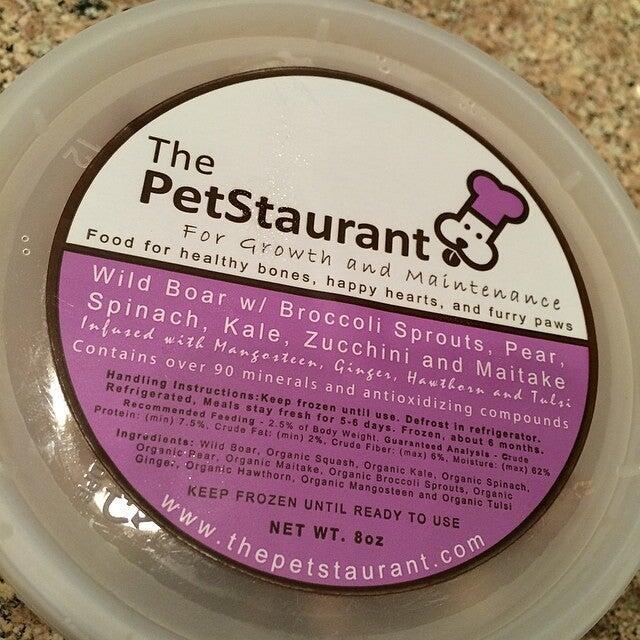 The
PetStaurant
For Growth and Maintenance
Food for healthy bones, happy hearts, and furry paws
Wild Boar w/ Broccoli Sprouts, Pear,
Spinach, Kale, Zucchini and Maitake
Infused with Mangosteen, Ginger, Hawthorn and Tulsi
Contains over 90 minerals and antioxidizing compounds
Handling Instructions:Keep frozen until use. Defrost in refrigerator.
Refrigerated, Meals stay fresh for 5-6 days. Frozen, about 6 months.
Recommended Feeding - 2.5% of Body Weight. Guaranteed Analysis - Crude
Protein: (min) 7.5%, Crude Fat: (min) 2%, Crude Fiber: (max) 6%, Moisture: (max) 62%
Ingredients: Wild Boar, Organic Squash, Organic Kale, Organic Spinach,
Organic Pear, Organic Maitake, Organic Broccoli Sprouts, Organic
Ginger, Organic Hawthorn, Organic Mangosteen and Organic Tulsi
KEEP FROZEN UNTIL READY TO USE
NET WT. 8oz
www.thepetstaurant.com